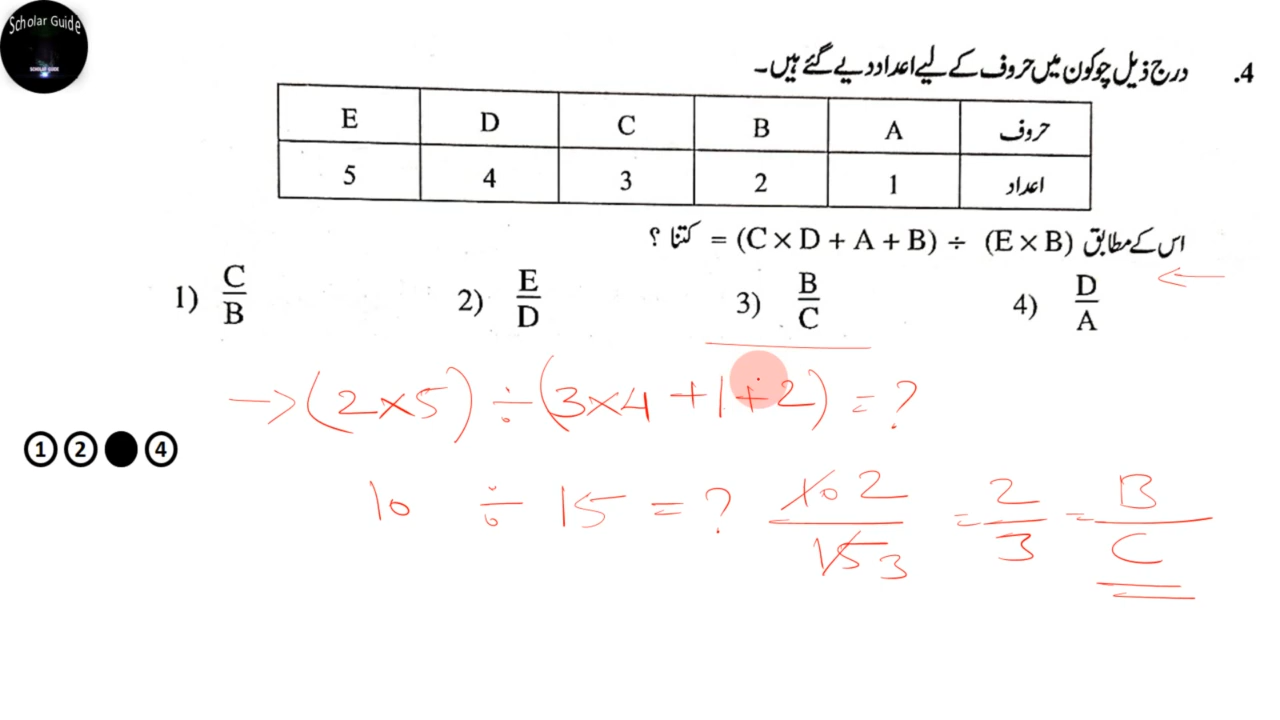 Scholar Guide
SCHOLAR GUIDE
4. درج ذیل چوکون میں حروف کے لیے اعداد دیے گئے ہیں۔
حروف A B C D E
اعداد 1 2 3 4 5
اس کے مطابق (E × B) ÷ (C × D + A + B) = کتنا ؟
1) C/B 2) E/D 3) B/C 4) D/A
→ (2×5) ÷ (3×4 +1+2) = ?
10 ÷ 15 = ? 10 2/15 3 = 2/3 = B/C
1 2 4